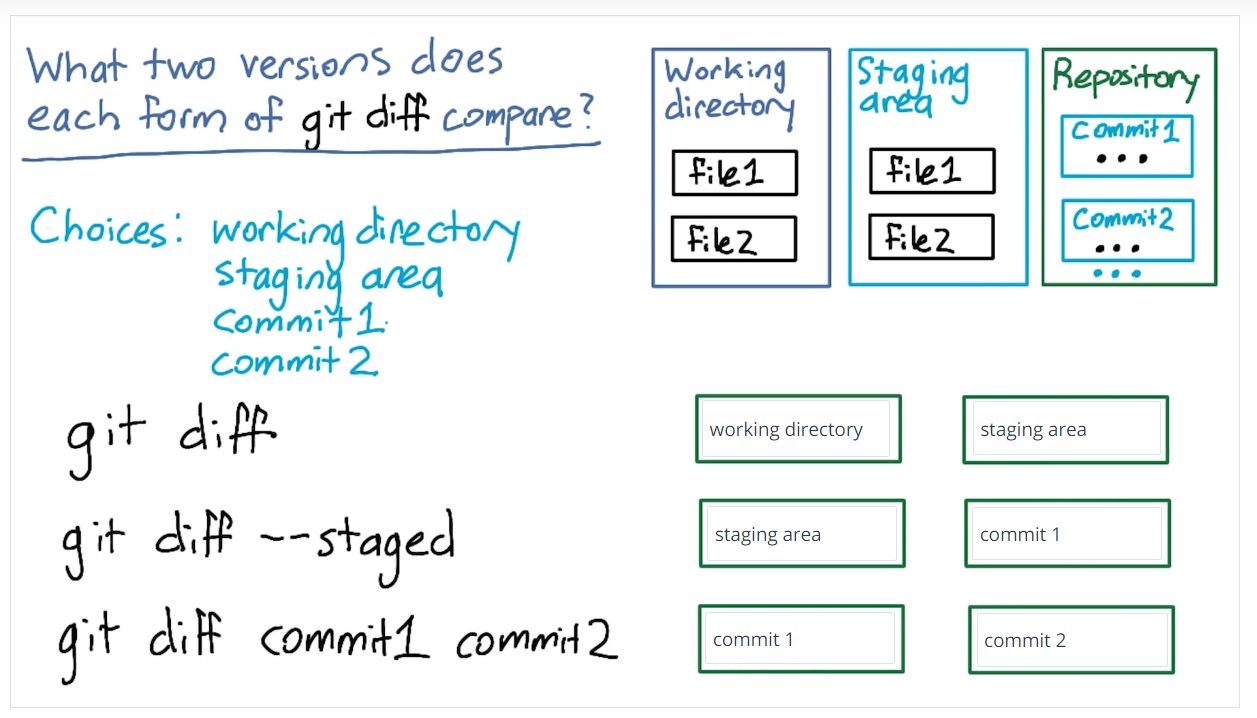 What two versions does
each form of git diff compare?
Choices: working directory
staging area
commit 1
commit 2
Working
directory
file1
file2
Staging
area
file1
file2
Repository
Commit 1
...
Commit 2
...
...
git diff
working directory
staging area
git diff --staged
staging area
commit 1
git diff commit1 commit2
commit 1
commit 2